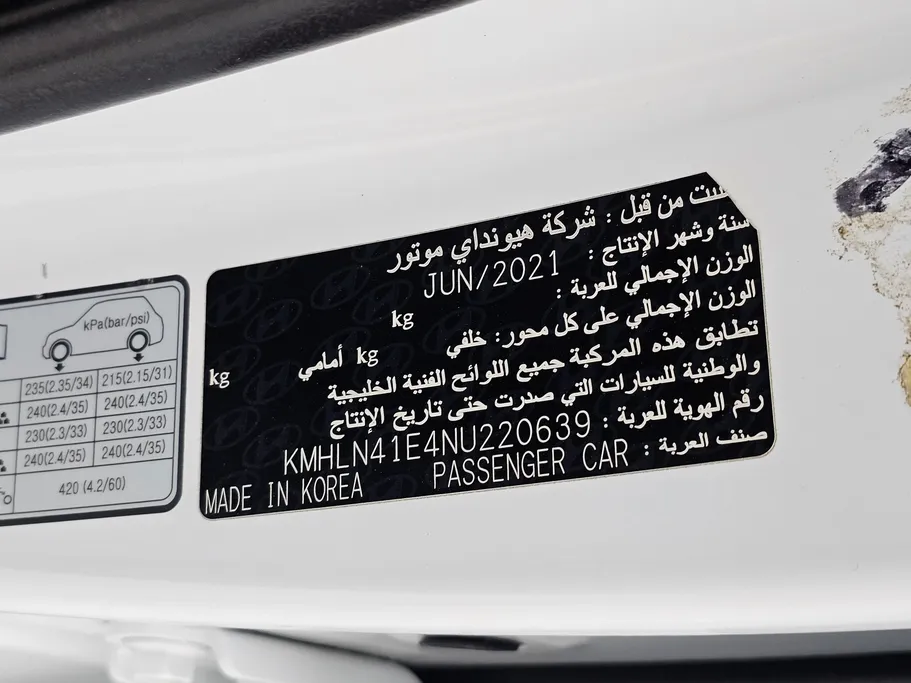 kPa(bar/psi)
235(2.35/34) 215(2.15/31)
240(2.4/35) 240(2.4/35)
230(2.3/33) 230(2.3/33)
240(2.4/35) 240(2.4/35)
420 (4.2/60)
من قبل : شركة هيونداي موتور
سنة وشهر الإنتاج : JUN/2021
الوزن الإجمالي للعربة : kg
الوزن الإجمالي على كل محور: خلفي kg أمامي kg
تطابق هذه المركبة جميع اللوائح الفنية الخليجية
والوطنية للسيارات التي صدرت حتى تاريخ الإنتاج
رقم الهوية للعربة : KMHLN41E4NU220639
صنف العربة : PASSENGER CAR
MADE IN KOREA